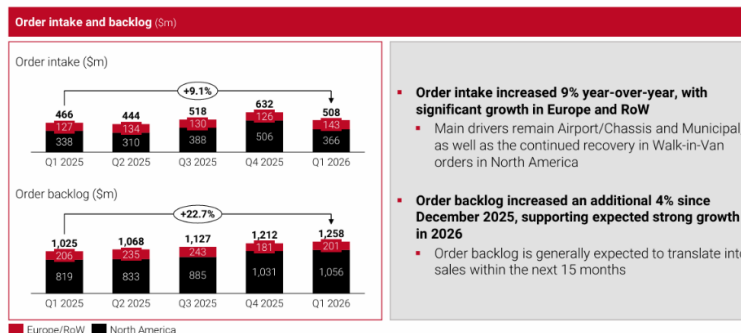 Order intake and backlog ($m)
Order intake ($m)
+9.1%
466 444 518 632 508
127 134 130 126 143
338 310 388 506 366
Q1 2025 Q2 2025 Q3 2025 Q4 2025 Q1 2026
Order backlog ($m)
+22.7%
1,025 1,068 1,127 1,212 1,258
206 235 243 181 201
819 833 885 1,031 1,056
Q1 2025 Q2 2025 Q3 2025 Q4 2025 Q1 2026
Europe/RoW North America
Order intake increased 9% year-over-year, with
significant growth in Europe and RoW
Main drivers remain Airport/Chassis and Municipal
as well as the continued recovery in Walk-in-Van
orders in North America
Order backlog increased an additional 4% since
December 2025, supporting expected strong growth
in 2026
Order backlog is generally expected to translate int
sales within the next 15 months